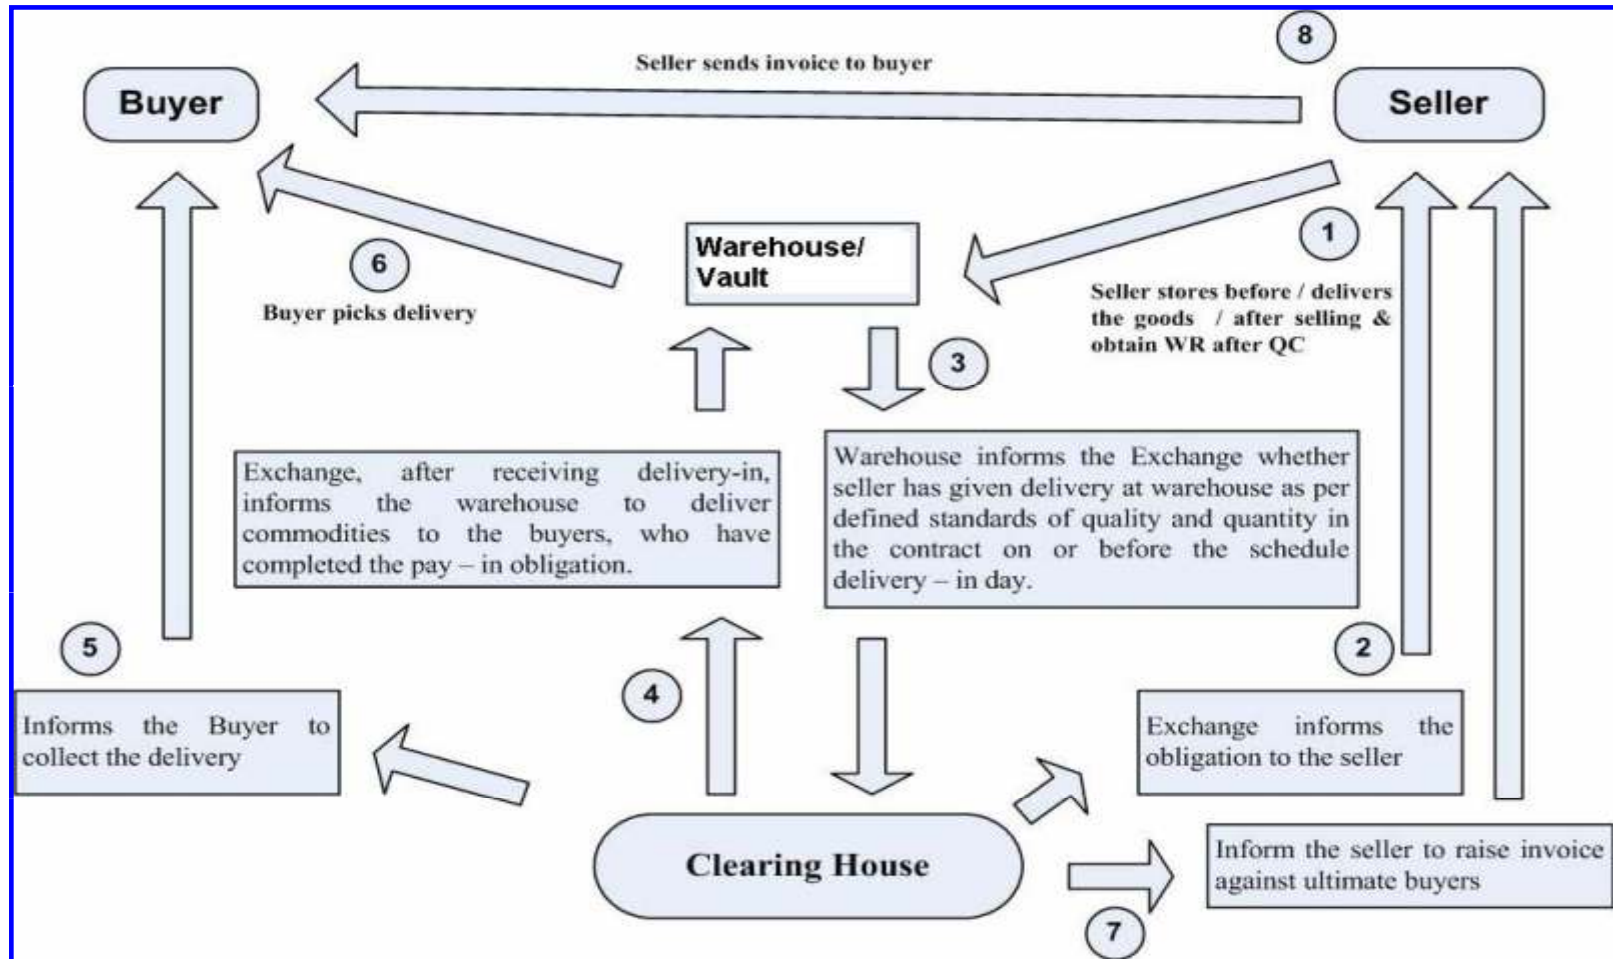 8
Seller sends invoice to buyer
Buyer
Seller
1
6
Warehouse/
Vault
Buyer picks delivery
Seller stores before / delivers
the goods / after selling &
obtain WR after QC
3
Exchange, after receiving delivery-in,
informs the warehouse to deliver
commodities to the buyers, who have
completed the pay – in obligation.
Warehouse informs the Exchange whether
seller has given delivery at warehouse as per
defined standards of quality and quantity in
the contract on or before the schedule
delivery – in day.
5
2
4
Informs the Buyer to
collect the delivery
Exchange informs the
obligation to the seller
Clearing House
Inform the seller to raise invoice
against ultimate buyers
7